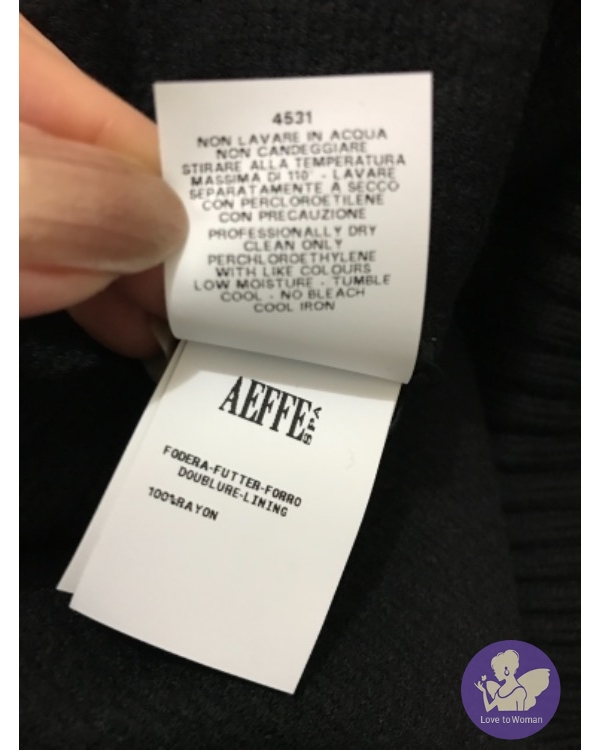 4531
NON LAVARE IN ACQUA
NON CANDEGGIARE
STIRARE ALLA TEMPERATURA
MASSIMA DI 110° - LAVARE
SEPARATAMENTE A SECCO
CON PERCLOROETILENE
CON PRECAUZIONE
PROFESSIONALLY DRY
CLEAN ONLY
PERCHLOROETHYLENE
WITH LIKE COLOURS
LOW MOISTURE - TUMBLE
COOL - NO BLEACH
COOL IRON
AEFFE SPA
FODERA-FUTTER-FORRO
DOUBLURE-LINING
100%RAYON
Love to Woman